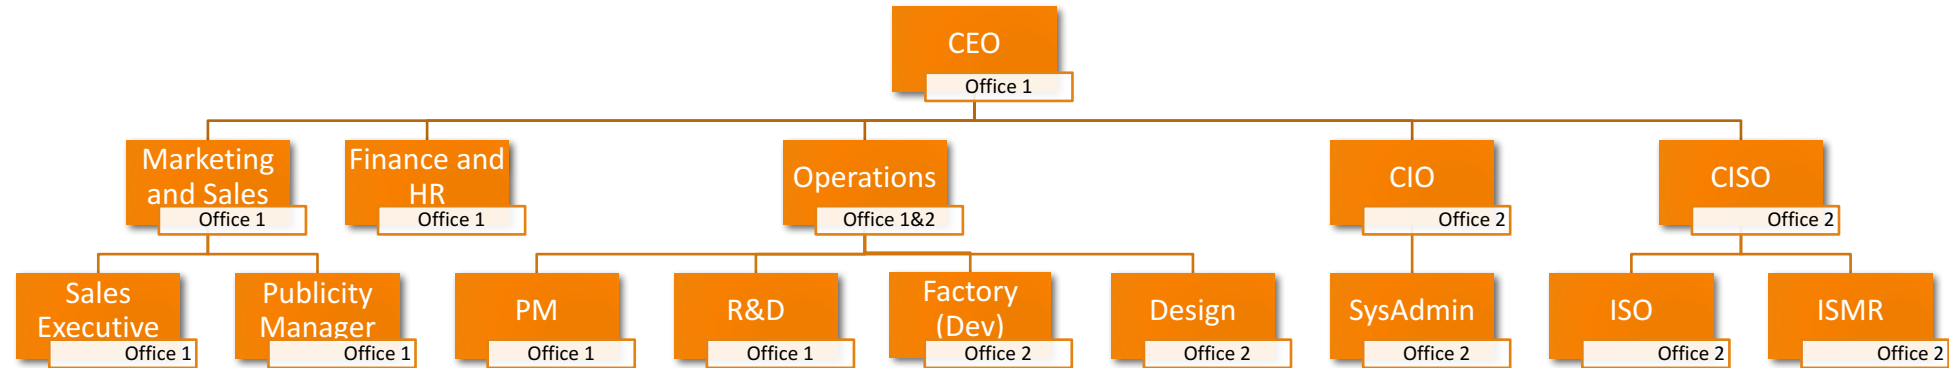 CEO
Office 1
Marketing
and Sales
Office 1
Finance and
HR
Office 1
Operations
Office 1&2
CIO
Office 2
CISO
Office 2
Sales
Executive
Office 1
Publicity
Manager
Office 1
PM
Office 1
R&D
Office 1
Factory
(Dev)
Office 2
Design
Office 2
SysAdmin
Office 2
ISO
Office 2
ISMR
Office 2